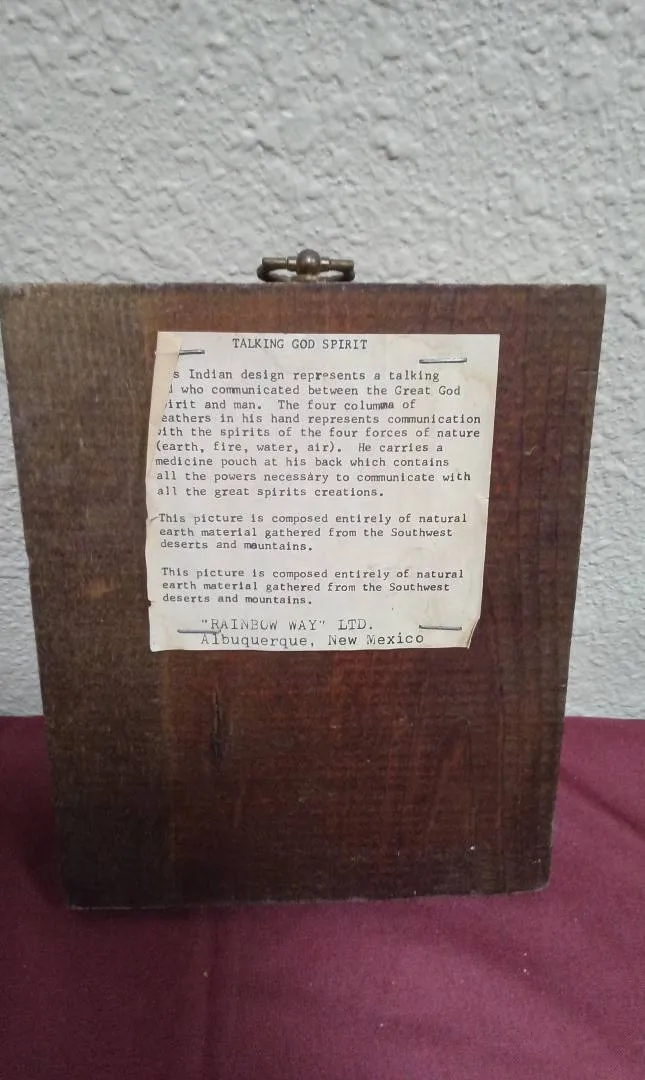 TALKING GOD SPIRIT
s Indian design represents a talking
who communicated between the Great God
irit and man. The four columns of
eathers in his hand represents communication
ith the spirits of the four forces of nature
(earth, fire, water, air). He carries a
medicine pouch at his back which contains
all the powers necessary to communicate with
all the great spirits creations.
This picture is composed entirely of natural
earth material gathered from the Southwest
deserts and mountains.
This picture is composed entirely of natural
earth material gathered from the Southwest
deserts and mountains.
"RAINBOW WAY" LTD.
Albuquerque, New Mexico